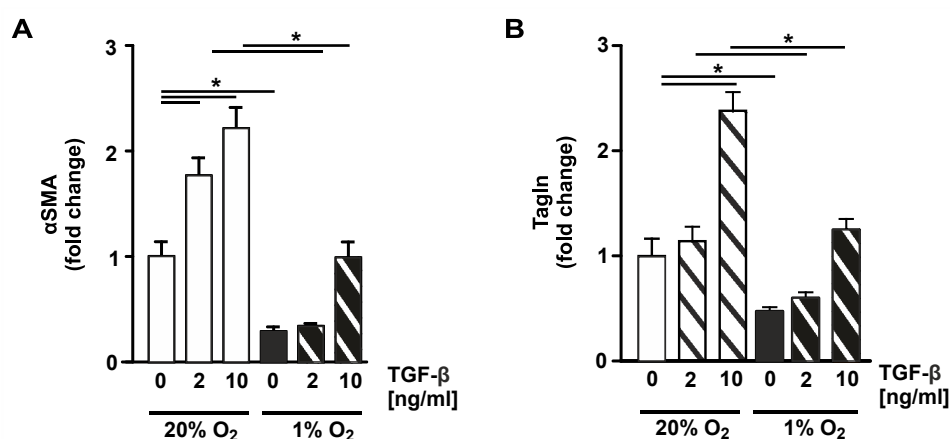 A
αSMA
(fold change)
3
2
1
0
*
*
0 2 10 0 2 10
TGF-β
[ng/ml]
20% O₂ 1% O₂
B
Tagln
(fold change)
3
2
1
0
*
*
0 2 10 0 2 10
TGF-β
[ng/ml]
20% O₂ 1% O₂